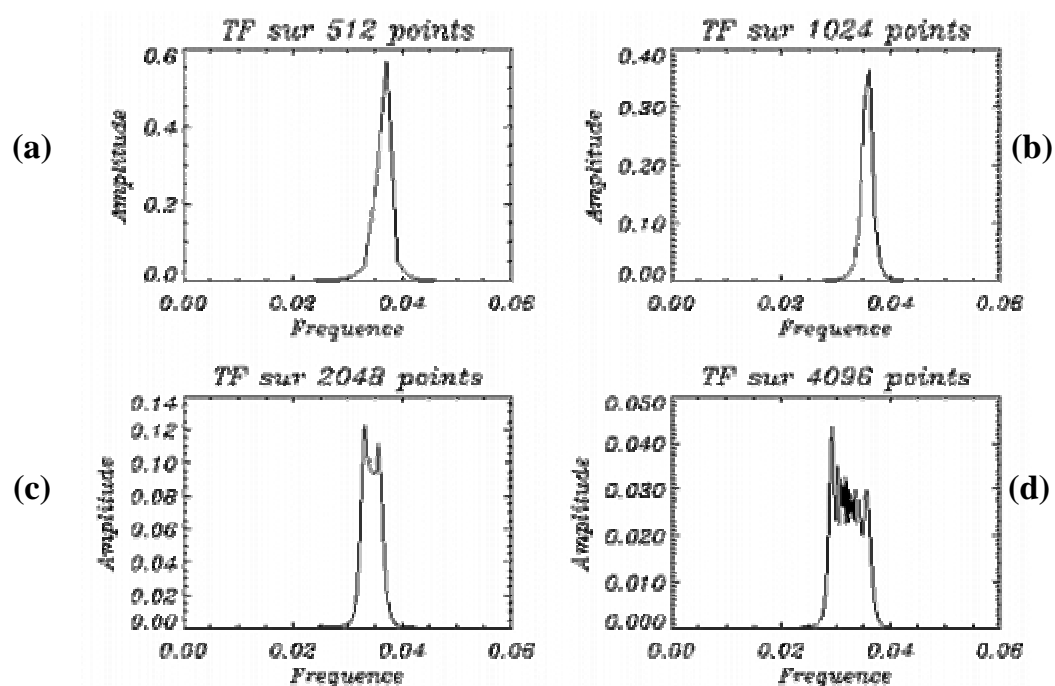 TF sur 512 points
(a)
Amplitude
0.6
0.4
0.2
0.0
0.00 0.02 0.04 0.06
Frequence
TF sur 1024 points
(b)
Amplitude
0.40
0.30
0.20
0.10
0.00
0.00 0.02 0.04 0.06
Frequence
TF sur 2048 points
(c)
Amplitude
0.14
0.12
0.10
0.08
0.06
0.04
0.02
0.00
0.00 0.02 0.04 0.06
Frequence
TF sur 4096 points
(d)
Amplitude
0.050
0.040
0.030
0.020
0.010
0.000
0.00 0.02 0.04 0.06
Frequence